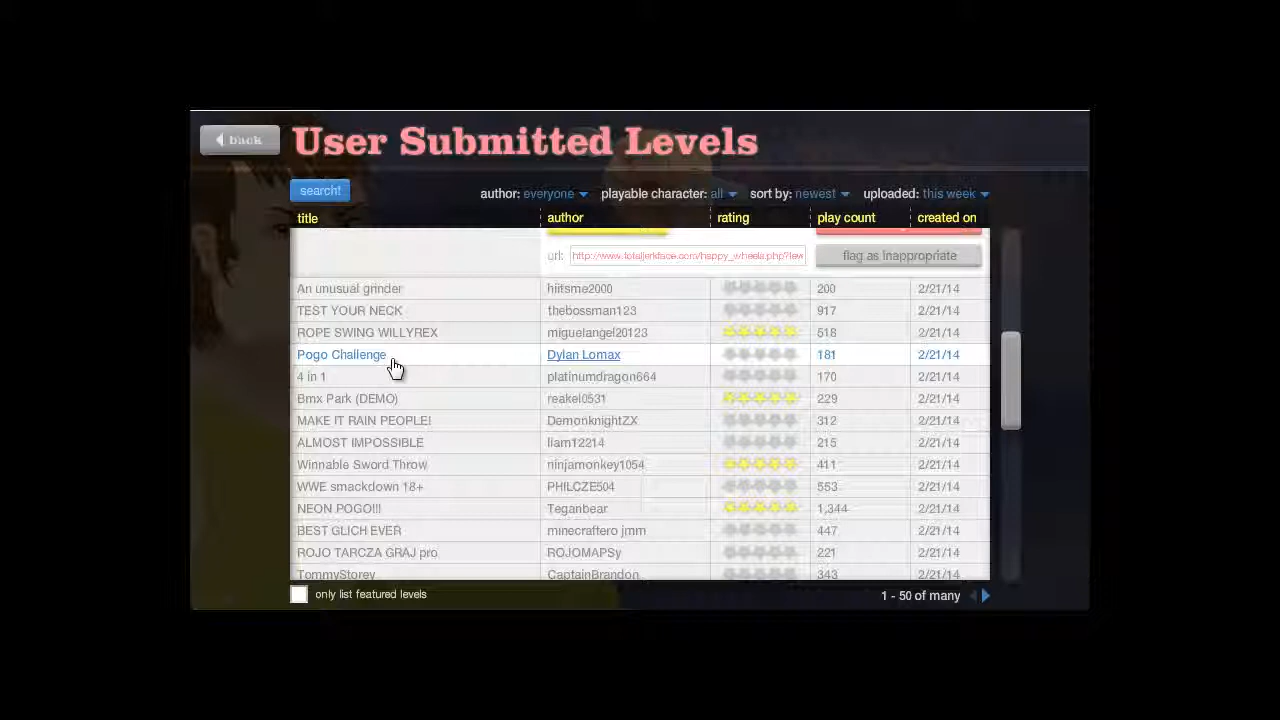 back
User Submitted Levels
search!
author: everyone playable character: all sort by: newest uploaded: this week
title author rating play count created on
url: http://www.totaljerkface.com/happy_wheels.php?lev
flag as inappropriate
An unusual grinder hiitsme2000 200 2/21/14
TEST YOUR NECK thebossman123 917 2/21/14
ROPE SWING WILLYREX miguelangel20123 518 2/21/14
Pogo Challenge Dylan Lomax 181 2/21/14
4 in 1 platinumdragon664 170 2/21/14
Bmx Park (DEMO) reakel0531 229 2/21/14
MAKE IT RAIN PEOPLE! DemonknightZX 312 2/21/14
ALMOST IMPOSSIBLE liam12214 215 2/21/14
Winnable Sword Throw ninjamonkey1054 411 2/21/14
WWE smackdown 18+ PHILCZE504 553 2/21/14
NEON POGO!!! Teganbear 1,344 2/21/14
BEST GLICH EVER minecraftero jmm 447 2/21/14
ROJO TARCZA GRAJ pro ROJOMAPSy 221 2/21/14
TommyStorey CaptainBrandon 343 2/21/14
only list featured levels
1 - 50 of many